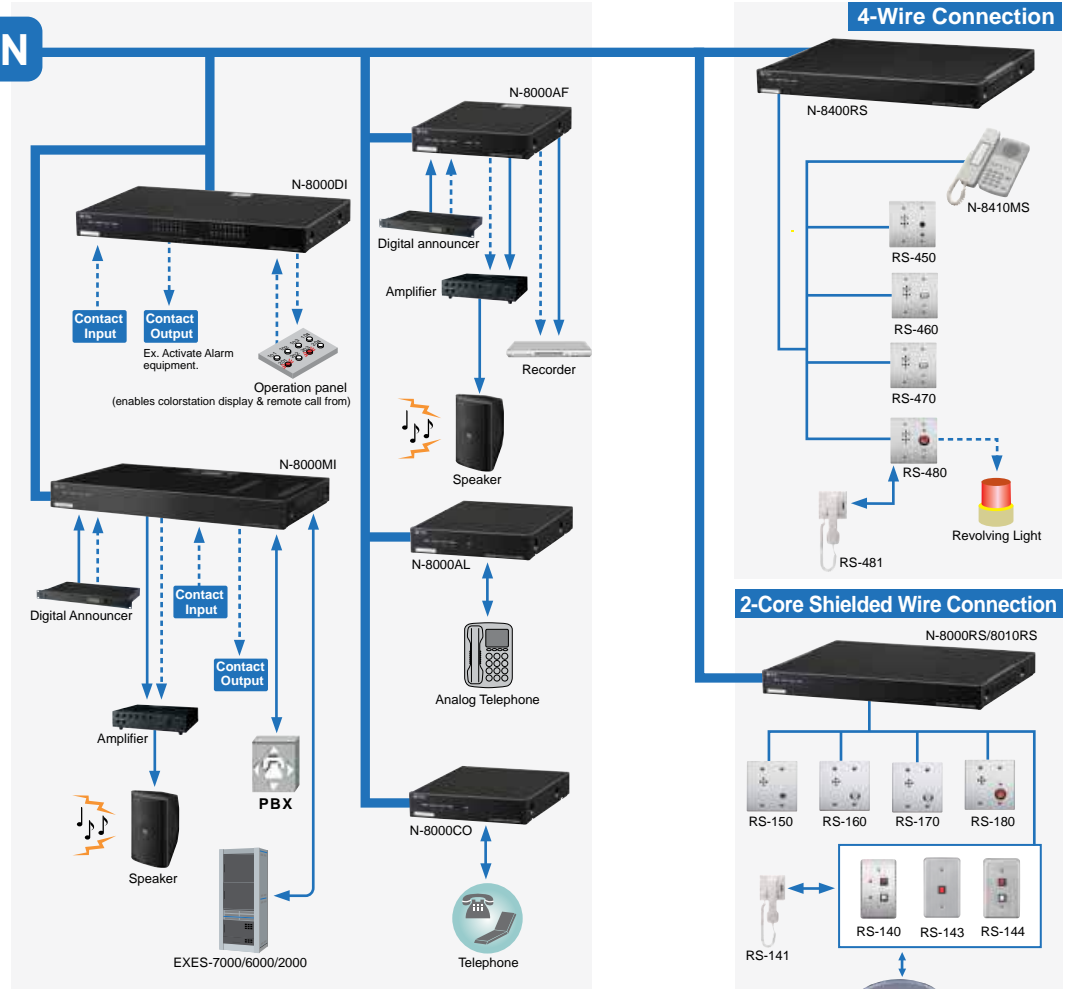 N
4-Wire Connection
N-8400RS
N-8410MS
RS-450
RS-460
RS-470
RS-480
RS-481
Revolving Light
N-8000AF
Digital announcer
Amplifier
Recorder
Speaker
N-8000DI
Contact
Input
Contact
Output
Ex. Activate Alarm
equipment.
Operation panel
(enables colorstation display & remote call from)
N-8000MI
Digital Announcer
Contact
Input
Contact
Output
Amplifier
PBX
Speaker
EXES-7000/6000/2000
N-8000AL
Analog Telephone
N-8000CO
Telephone
2-Core Shielded Wire Connection
N-8000RS/8010RS
RS-150
RS-160
RS-170
RS-180
RS-140
RS-143
RS-144
RS-141